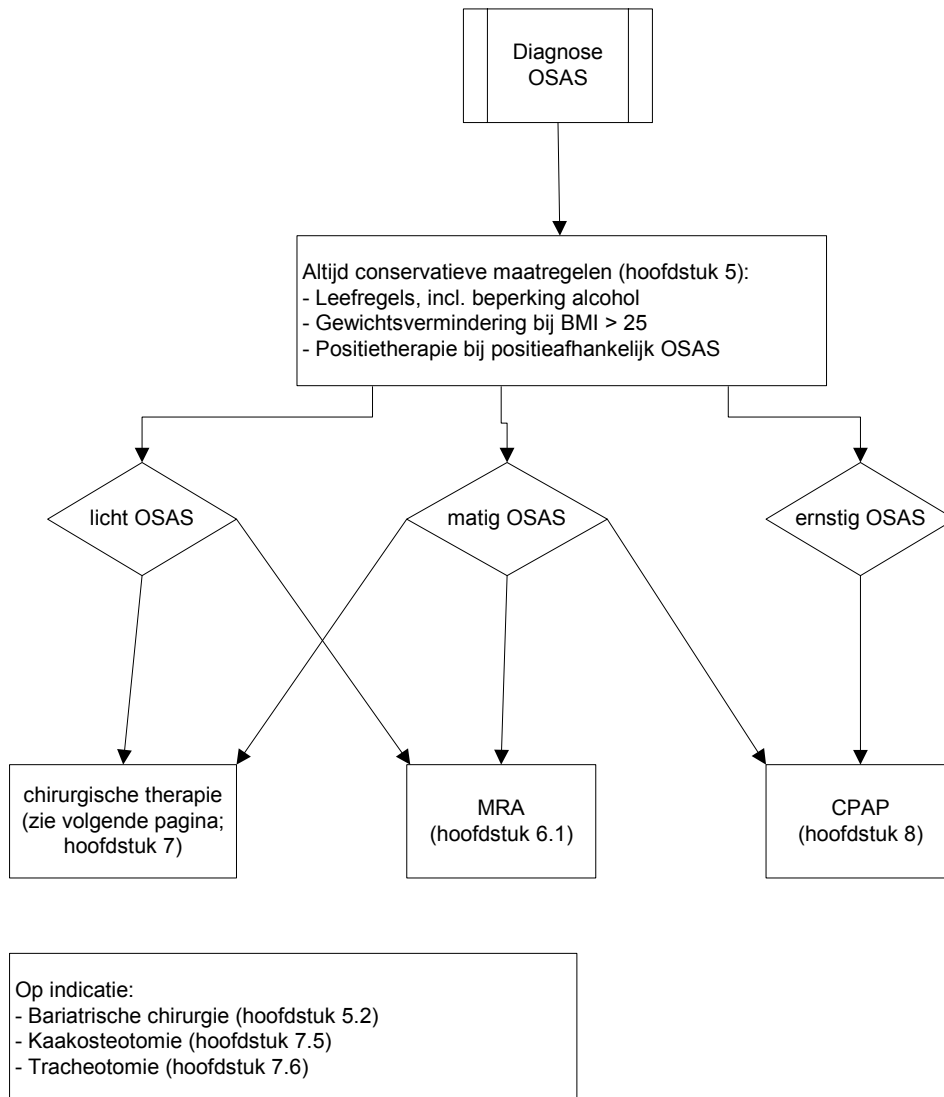 Diagnose
OSAS
Altijd conservatieve maatregelen (hoofdstuk 5):
- Leefregels, incl. beperking alcohol
- Gewichtsvermindering bij BMI > 25
- Positietherapie bij positieafhankelijk OSAS
licht OSAS
matig OSAS
ernstig OSAS
chirurgische therapie
(zie volgende pagina;
hoofdstuk 7)
MRA
(hoofdstuk 6.1)
CPAP
(hoofdstuk 8)
Op indicatie:
- Bariatrische chirurgie (hoofdstuk 5.2)
- Kaakosteotomie (hoofdstuk 7.5)
- Tracheotomie (hoofdstuk 7.6)